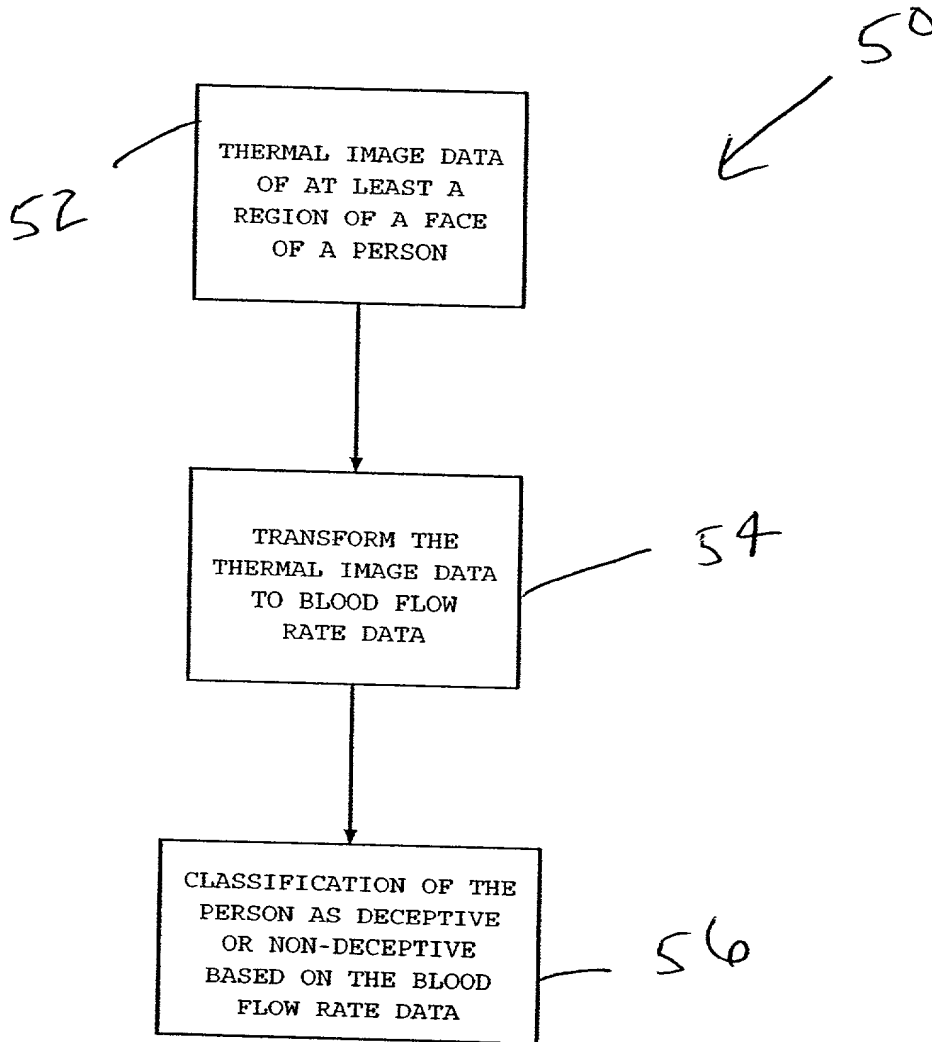 50
52
THERMAL IMAGE DATA
OF AT LEAST A
REGION OF A FACE
OF A PERSON
TRANSFORM THE
THERMAL IMAGE DATA
TO BLOOD FLOW
RATE DATA
54
CLASSIFICATION OF THE
PERSON AS DECEPTIVE
OR NON-DECEPTIVE
BASED ON THE BLOOD
FLOW RATE DATA
56